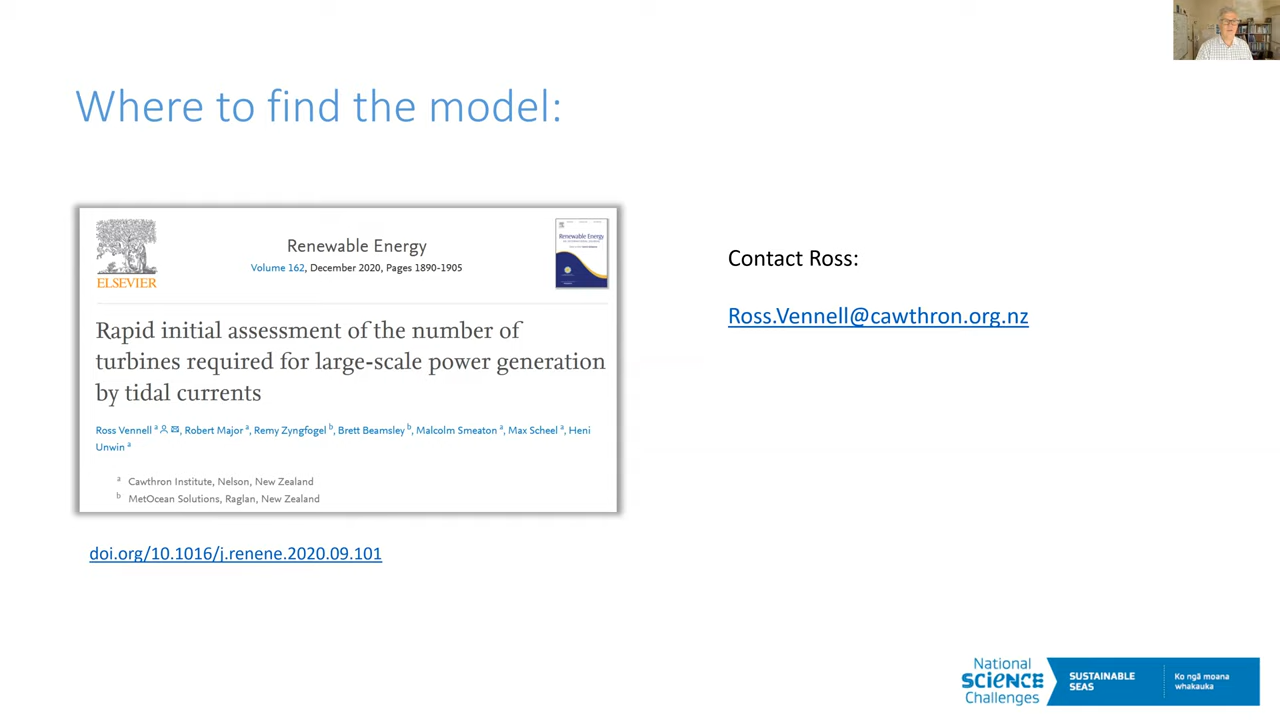 Where to find the model:
ELSEVIER
Renewable Energy
Volume 162, December 2020, Pages 1890-1905
Renewable Energy
Rapid initial assessment of the number of
turbines required for large-scale power generation
by tidal currents
Ross Vennell a, Robert Major a, Remy Zyngfogel b, Brett Beamsley b, Malcolm Smeaton a, Max Scheel a, Heni
Unwin a
a Cawthron Institute, Nelson, New Zealand
b MetOcean Solutions, Raglan, New Zealand
doi.org/10.1016/j.renene.2020.09.101
Contact Ross:
Ross.Vennell@cawthron.org.nz
National
SCIENCE
Challenges
SUSTAINABLE
SEAS
Ko ngā moana
whakauka